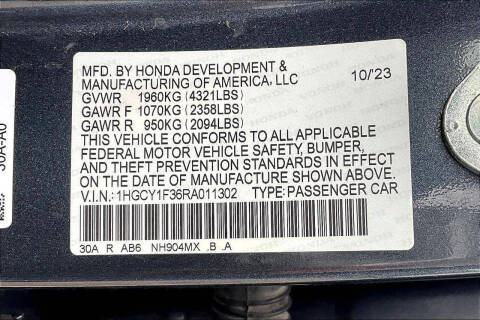 MFD. BY HONDA DEVELOPMENT &
MANUFACTURING OF AMERICA, LLC 10/23
GVWR 1960KG (4321LBS)
GAWR F 1070KG (2358LBS)
GAWR R 950KG (2094LBS)
THIS VEHICLE CONFORMS TO ALL APPLICABLE
FEDERAL MOTOR VEHICLE SAFETY, BUMPER,
AND THEFT PREVENTION STANDARDS IN EFFECT
ON THE DATE OF MANUFACTURE SHOWN ABOVE.
V.I.N.: 1HGCY1F36RA011302 TYPE: PASSENGER CAR
30A R AB6 NH904MX .B .A
30A-A0